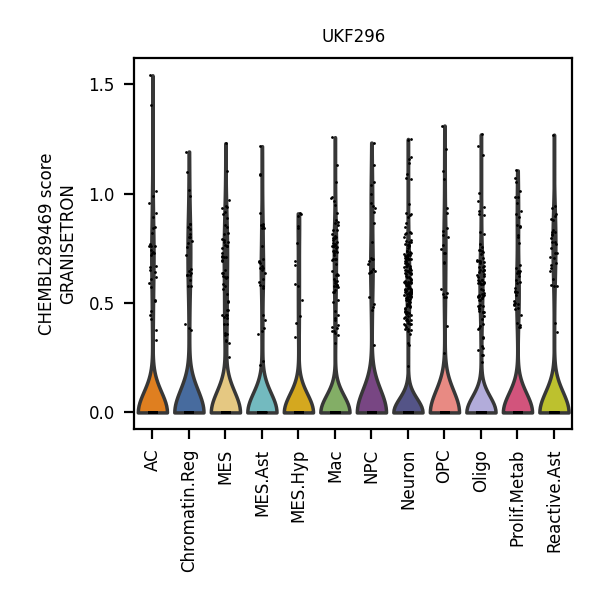 UKF296
CHEMBL289469 score
GRANISETRON
1.5
1.0
0.5
0.0
AC
Chromatin.Reg
MES
MES.Ast
MES.Hyp
Mac
NPC
Neuron
OPC
Oligo
Prolif.Metab
Reactive.Ast